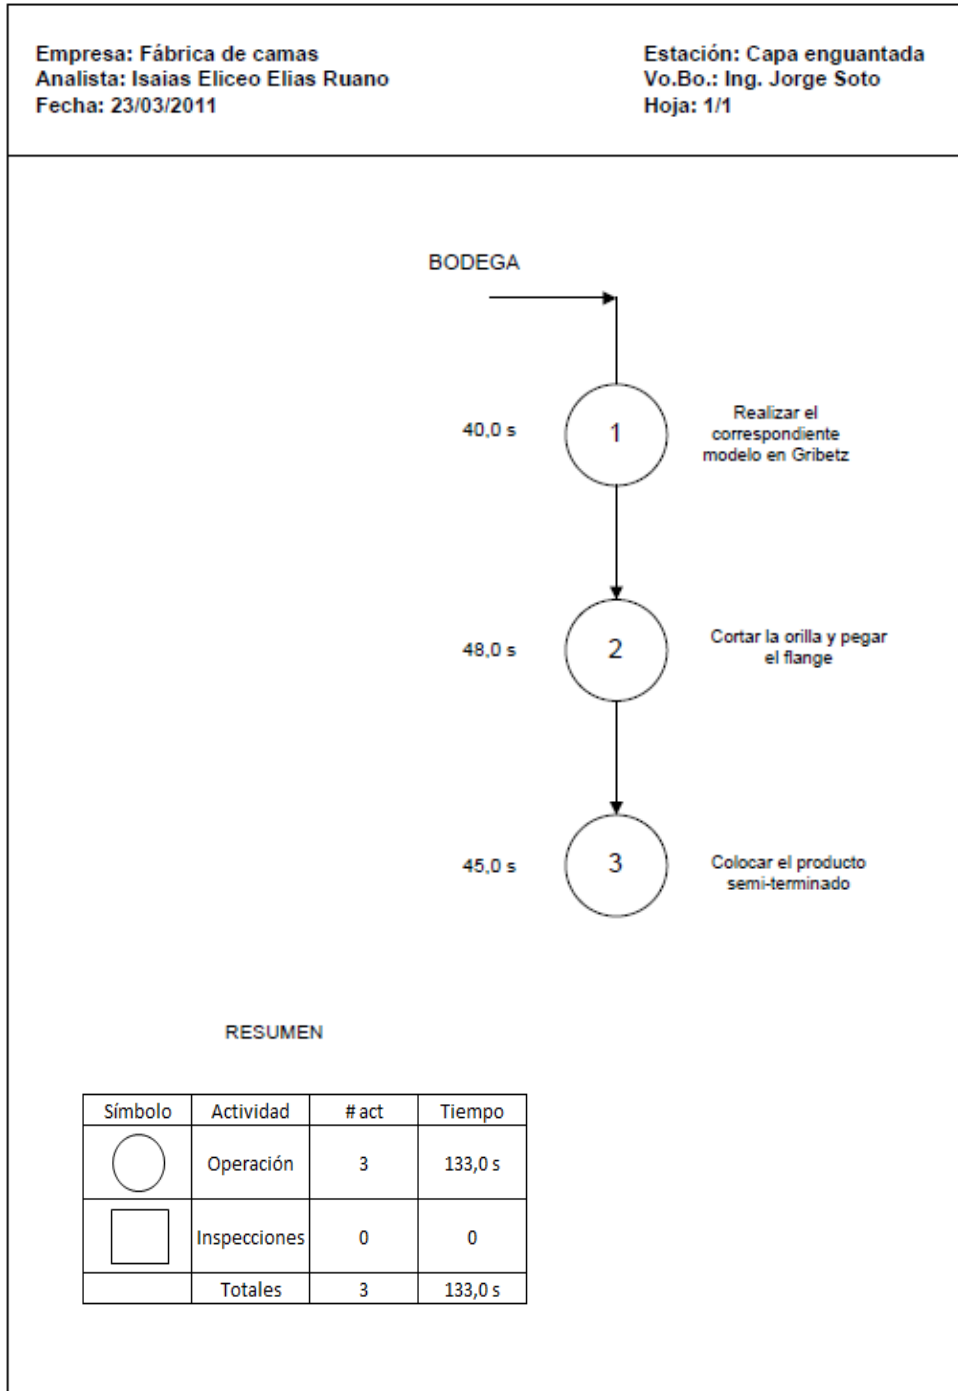 Empresa: Fábrica de camas
Analista: Isaias Eliceo Elias Ruano
Fecha: 23/03/2011
Estación: Capa enguantada
Vo.Bo.: Ing. Jorge Soto
Hoja: 1/1
BODEGA
40,0 s
1
Realizar el
correspondiente
modelo en Gribetz
48,0 s
2
Cortar la orilla y pegar
el flange
45,0 s
3
Colocar el producto
semi-terminado
RESUMEN
Símbolo Actividad # act Tiempo
Operación 3 133,0 s
Inspecciones 0 0
Totales 3 133,0 s